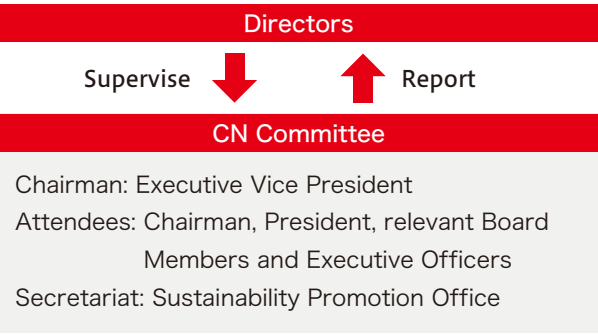 Directors
Supervise Report
CN Committee
Chairman: Executive Vice President
Attendees: Chairman, President, relevant Board
Members and Executive Officers
Secretariat: Sustainability Promotion Office